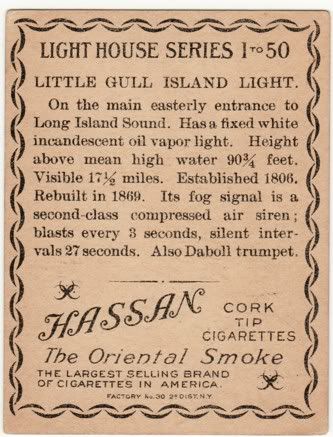 LIGHT HOUSE SERIES 1 TO 50
LITTLE GULL ISLAND LIGHT.
On the main easterly entrance to
Long Island Sound. Has a fixed white
incandescent oil vapor light. Height
above mean high water 90¾ feet.
Visible 17½ miles. Established 1806.
Rebuilt in 1869. Its fog signal is a
second-class compressed air siren;
blasts every 3 seconds, silent inter-
vals 27 seconds. Also Daboll trumpet.
HASSAN
CORK
TIP
CIGARETTES
The Oriental Smoke
THE LARGEST SELLING BRAND
OF CIGARETTES IN AMERICA.
FACTORY No. 30 2D DIST. N.Y.